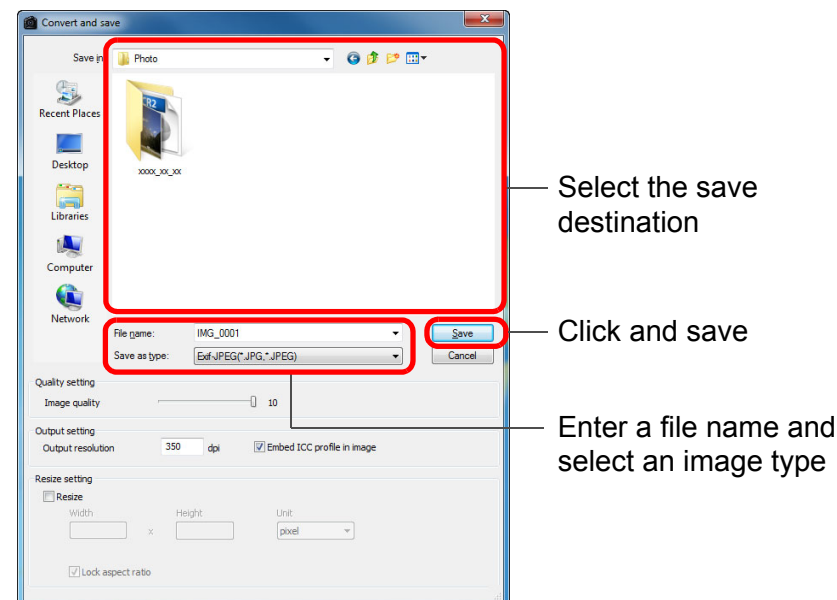 Convert and save
Save in
Photo
CR2
Recent Places
xxxx_xx_xx
Desktop
Select the save
destination
Libraries
Computer
Network
File name:
IMG_0001
Save
Click and save
Save as type:
Exif-JPEG(*.JPG,*.JPEG)
Cancel
Quality setting
Image quality
10
Enter a file name and
select an image type
Output setting
Output resolution
350
dpi
Embed ICC profile in image
Resize setting
Resize
Width
Height
Unit
x
pixel
Lock aspect ratio